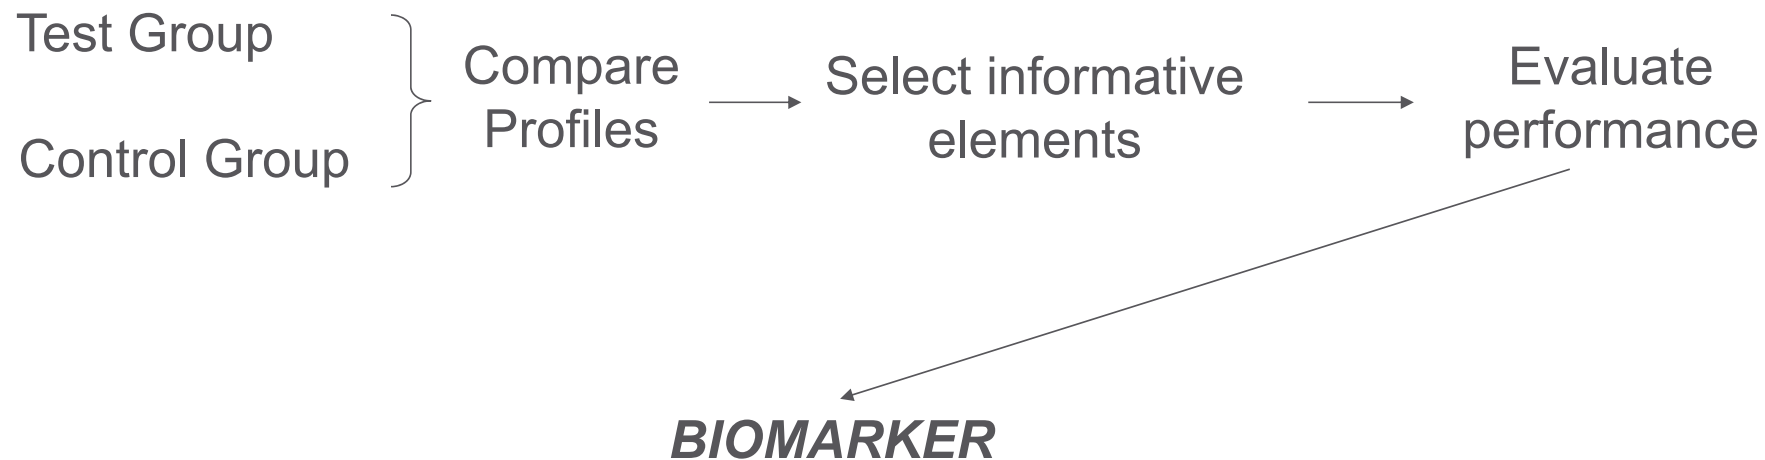 Test Group
Control Group
Compare
Profiles
Select informative
elements
Evaluate
performance
BIOMARKER